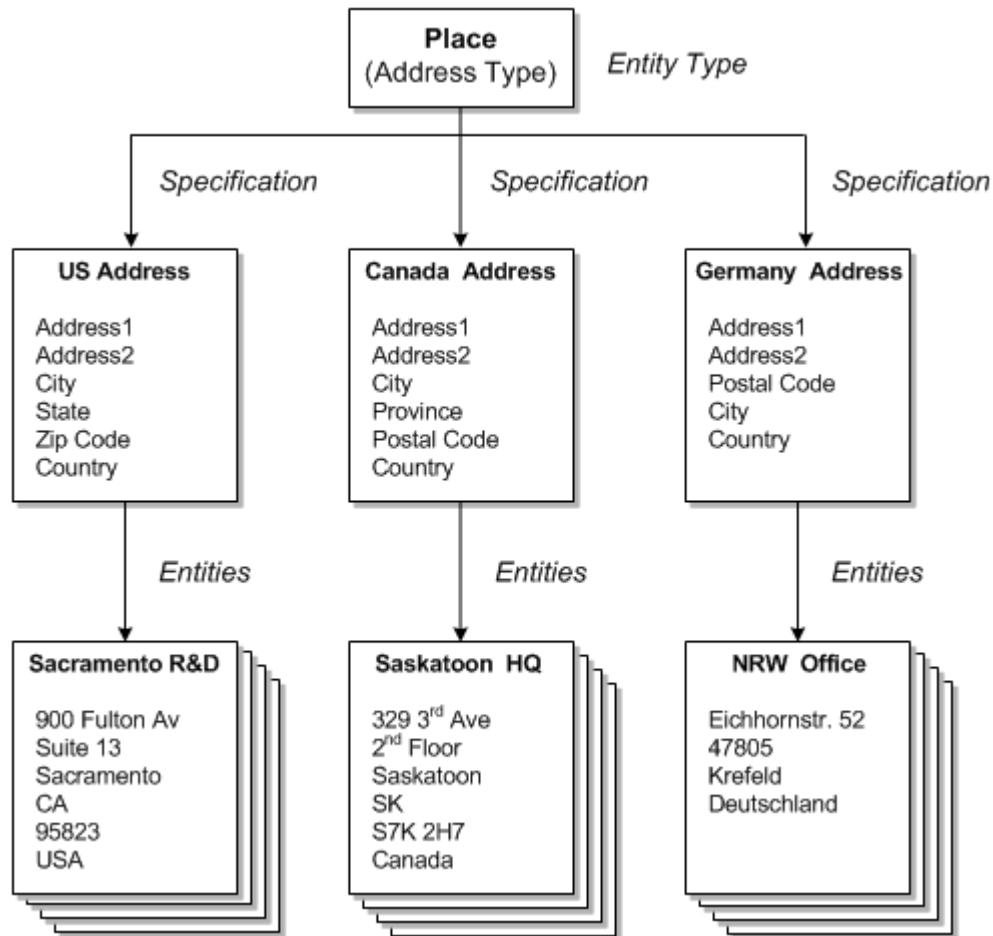 Place
(Address Type)
Entity Type
Specification
Specification
Specification
US Address
Address1
Address2
City
State
Zip Code
Country
Canada Address
Address1
Address2
City
Province
Postal Code
Country
Germany Address
Address1
Address2
Postal Code
City
Country
Entities
Entities
Entities
Sacramento R&D
900 Fulton Av
Suite 13
Sacramento
CA
95823
USA
Saskatoon HQ
329 3rd Ave
2nd Floor
Saskatoon
SK
S7K 2H7
Canada
NRW Office
Eichhornstr. 52
47805
Krefeld
Deutschland